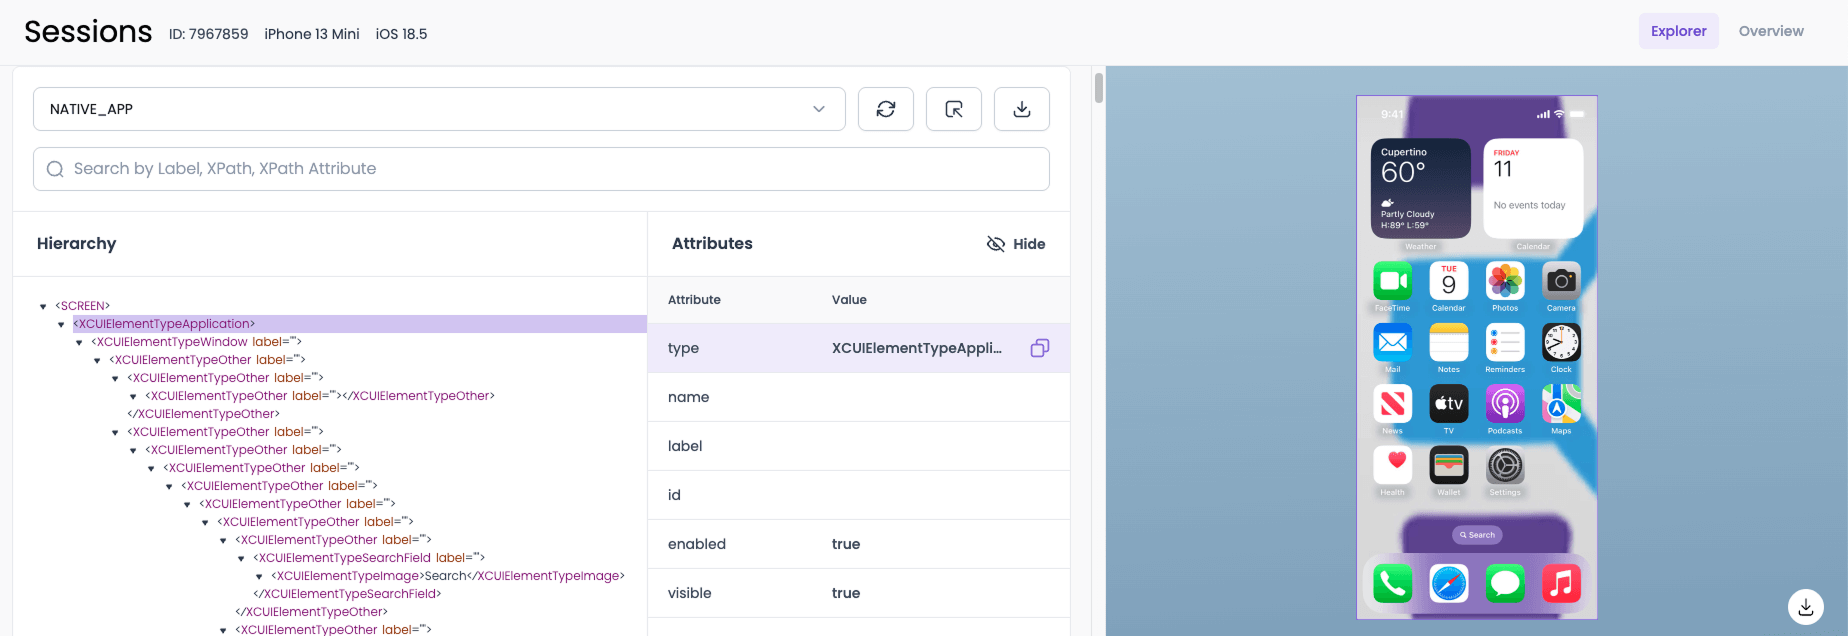 Sessions ID: 7967859 iPhone 13 Mini iOS 18.5
Explorer Overview
NATIVE_APP
Search by Label, XPath, XPath Attribute
Hierarchy
<SCREEN>
<XCUIElementTypeApplication>
<XCUIElementTypeWindow label="">
<XCUIElementTypeOther label="">
<XCUIElementTypeOther label="">
<XCUIElementTypeOther label=""></XCUIElementTypeOther>
</XCUIElementTypeOther>
<XCUIElementTypeOther label="">
<XCUIElementTypeOther label="">
<XCUIElementTypeOther label="">
<XCUIElementTypeOther label="">
<XCUIElementTypeOther label="">
<XCUIElementTypeOther label="">
<XCUIElementTypeOther label="">
<XCUIElementTypeSearchField label="">
<XCUIElementTypeImage>Search</XCUIElementTypeImage>
</XCUIElementTypeSearchField>
</XCUIElementTypeOther>
<XCUIElementTypeOther label="">
Attributes Hide
Attribute Value
type XCUIElementTypeAppli...
name
label
id
enabled true
visible true
9:41
Cupertino
60°
Partly Cloudy
H:89° L:59°
Weather
FRIDAY
11
No events today
Calendar
TUE
9
FaceTime Calendar Photos Camera
Mail Notes Reminders Clock
tv
News TV Podcasts Maps
Health Wallet Settings
Search